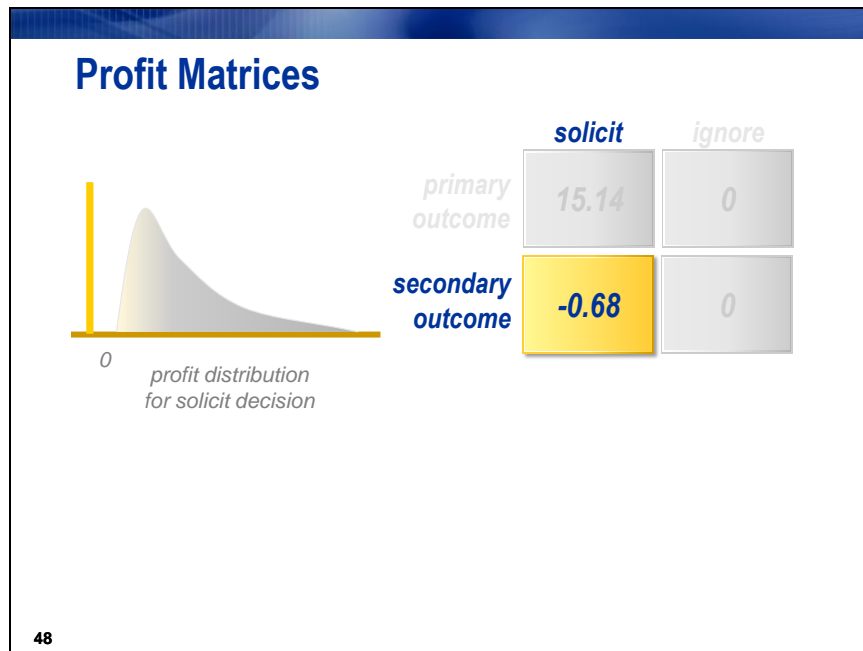 Profit Matrices
solicit
ignore
primary
outcome
15.14
0
secondary
outcome
-0.68
0
0
profit distribution
for solicit decision
48